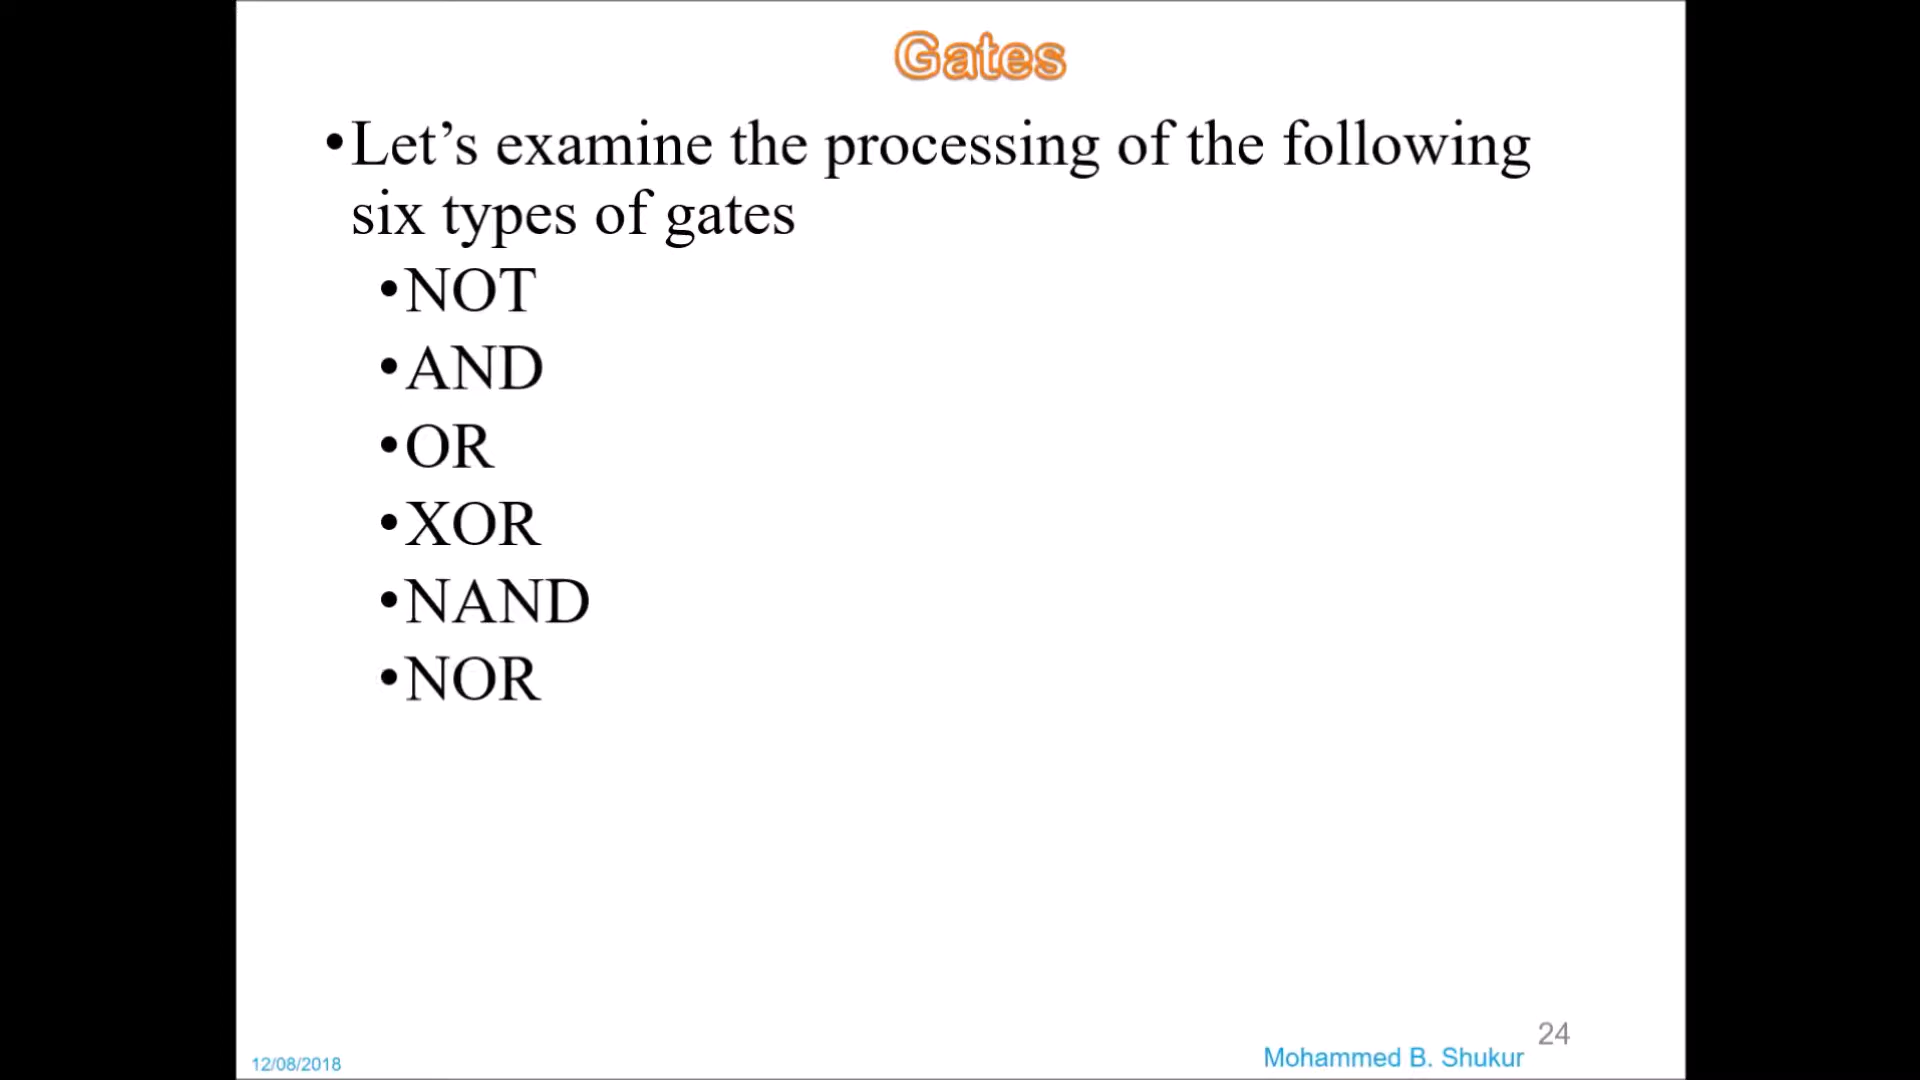 Gates
•Let’s examine the processing of the following
six types of gates
•NOT
•AND
•OR
•XOR
•NAND
•NOR
24
12/08/2018
Mohammed B. Shukur